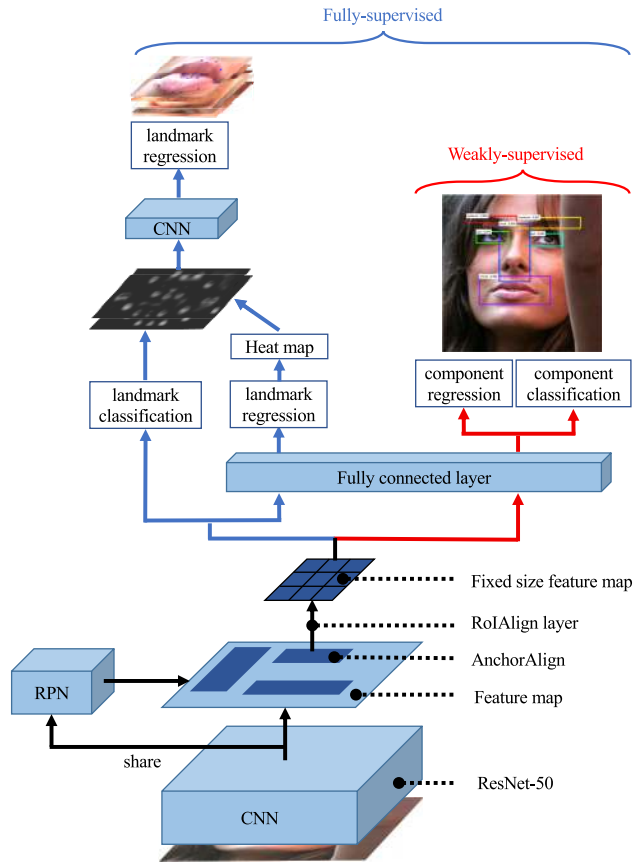 Fully-supervised
landmark
regression
Weakly-supervised
CNN
Heat map
landmark
classification
landmark
regression
component
regression
component
classification
Fully connected layer
Fixed size feature map
RoIAlign layer
AnchorAlign
RPN
Feature map
share
ResNet-50
CNN